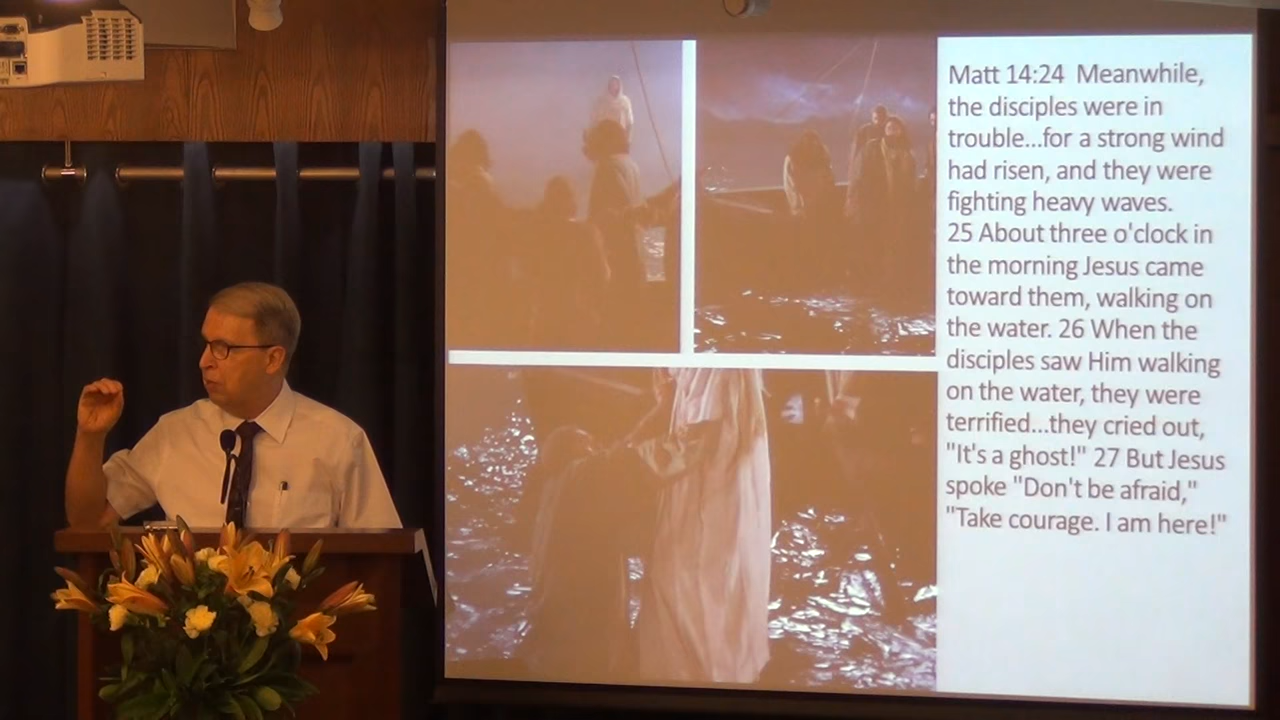 Matt 14:24  Meanwhile,
the disciples were in
trouble...for a strong wind
had risen, and they were
fighting heavy waves.
25 About three o'clock in
the morning Jesus came
toward them, walking on
the water. 26 When the
disciples saw Him walking
on the water, they were
terrified...they cried out,
"It's a ghost!" 27 But Jesus
spoke "Don't be afraid,"
"Take courage. I am here!"